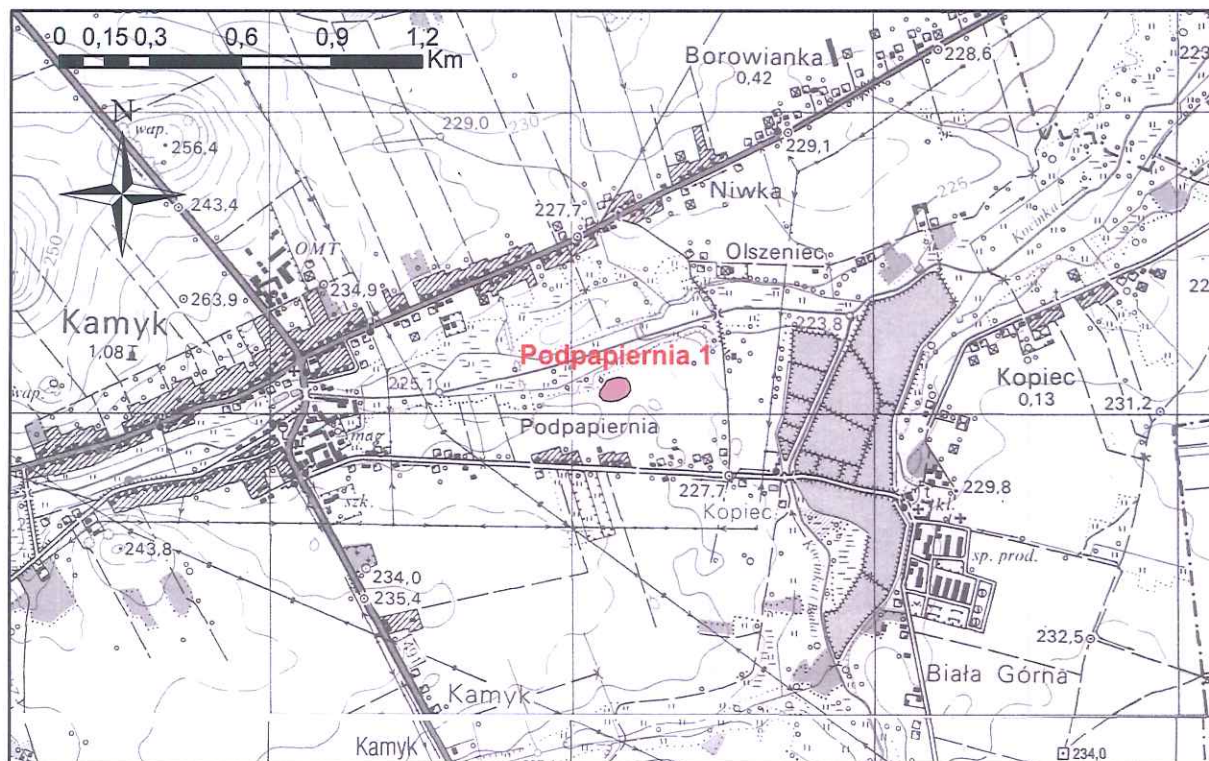 0 0,15 0,3 0,6 0,9 1,2
Km
N
wap.
256,4
243,4
250
229,0
230
Borowianka
0,42
228,6
223
229,1
Niwka
227,7
225
Kocinka
OMT
Olszeniec
234,9
263,9
Kamyk
1,08
223,8
22
Podpapiernia 1
225,1
wap.
Kopiec
0,13
231,2
Podpapiernia
mag
227,7
Kopiec
229,8
kl.
szk.
243,8
sp. prod.
234,0
235,4
232,5
Kamyk
Biała Górna
Kamyk
234,0